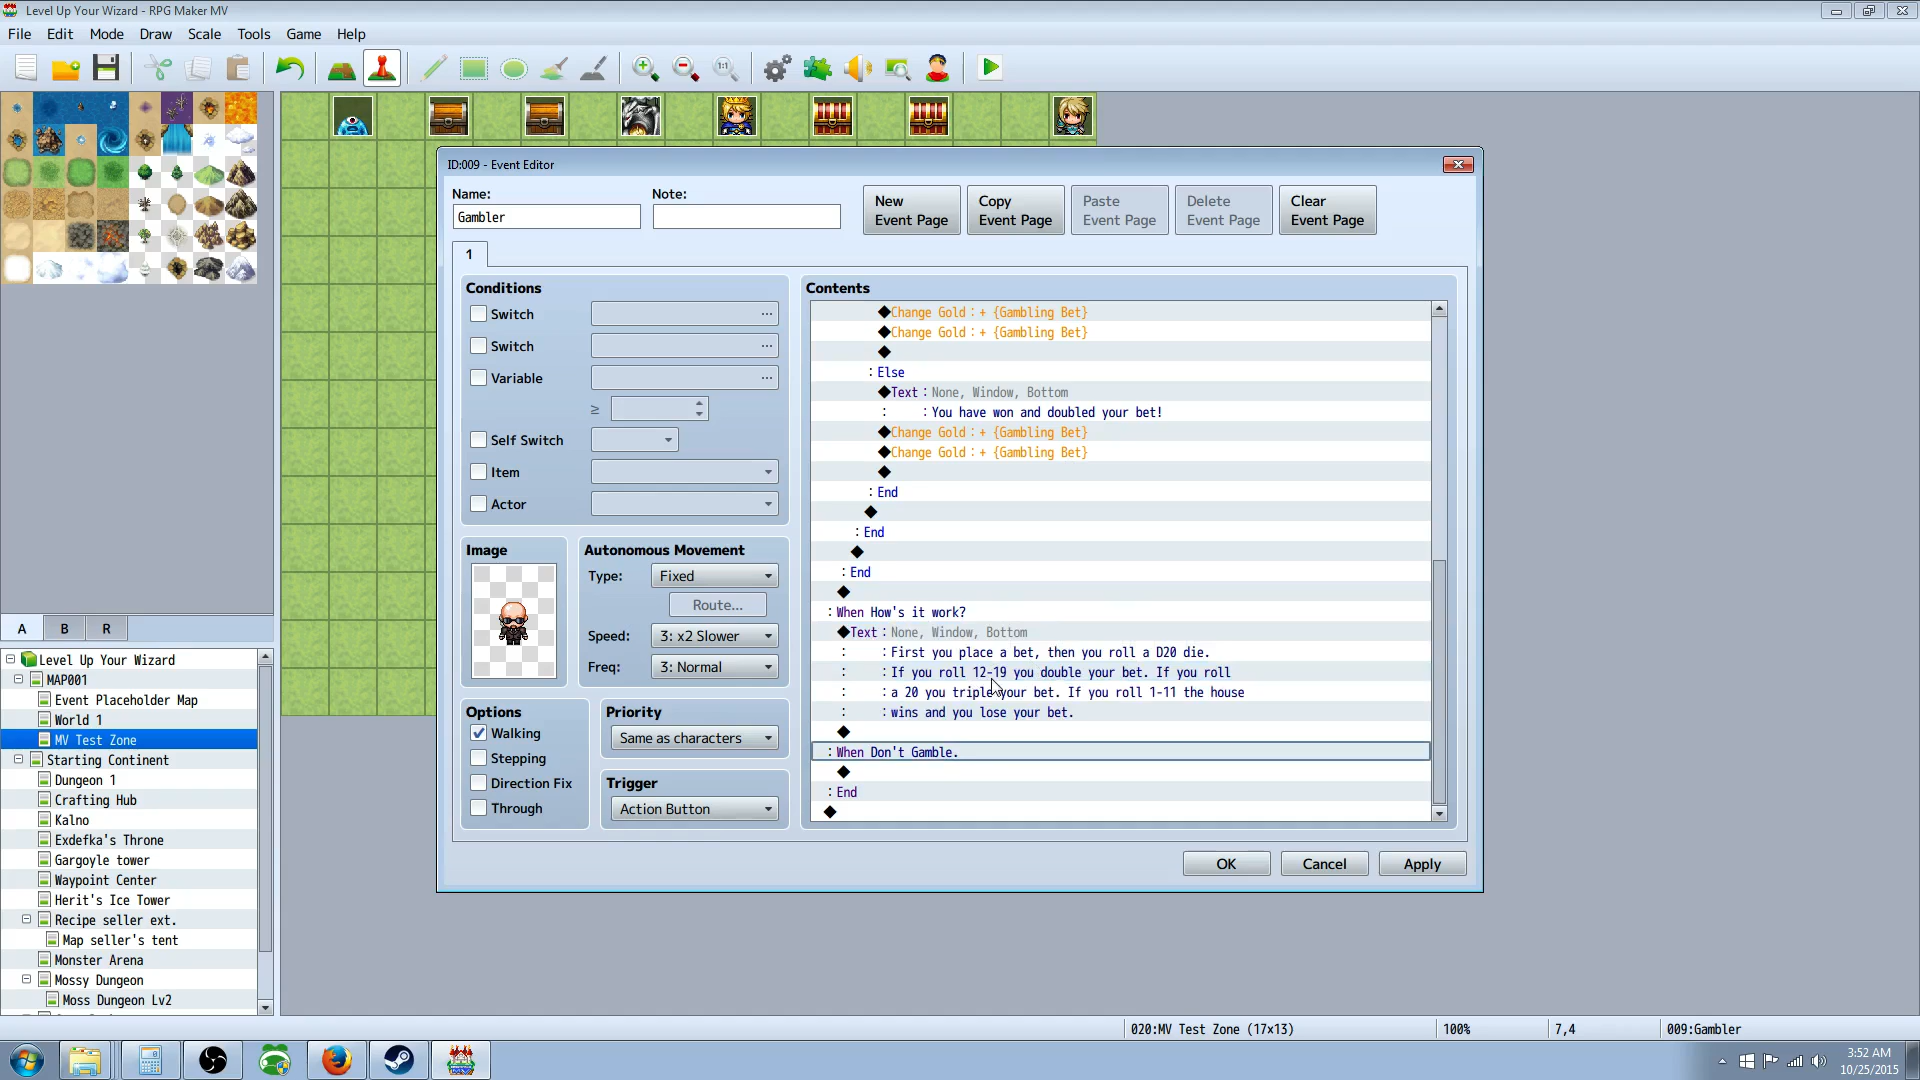 Level Up Your Wizard - RPG Maker MV
File Edit Mode Draw Scale Tools Game Help
1:1
ID:009 - Event Editor
Name:
Note:
Gambler
New Event Page
Copy Event Page
Paste Event Page
Delete Event Page
Clear Event Page
1
Conditions
Switch ...
Switch ...
Variable ...
≥
Self Switch
Item
Actor
Image
Autonomous Movement
Type: Fixed
Route...
Speed: 3: x2 Slower
Freq: 3: Normal
Options
Walking
Stepping
Direction Fix
Through
Priority
Same as characters
Trigger
Action Button
Contents
◆Change Gold : + {Gambling Bet}
◆Change Gold : + {Gambling Bet}
◆
: Else
◆Text : None, Window, Bottom
: : You have won and doubled your bet!
◆Change Gold : + {Gambling Bet}
◆Change Gold : + {Gambling Bet}
◆
: End
◆
: End
◆
: End
◆
: When How's it work?
◆Text : None, Window, Bottom
: : First you place a bet, then you roll a D20 die.
: : If you roll 12-19 you double your bet. If you roll
: : a 20 you triple your bet. If you roll 1-11 the house
: : wins and you lose your bet.
◆
: When Don't Gamble.
◆
: End
◆
OK Cancel Apply
A B R
Level Up Your Wizard
MAP001
Event Placeholder Map
World 1
MV Test Zone
Starting Continent
Dungeon 1
Crafting Hub
Kalno
Exdefka's Throne
Gargoyle tower
Waypoint Center
Herit's Ice Tower
Recipe seller ext.
Map seller's tent
Monster Arena
Mossy Dungeon
Moss Dungeon Lv2
020:MV Test Zone (17x13) 100% 7,4 009:Gambler
3:52 AM
10/25/2015